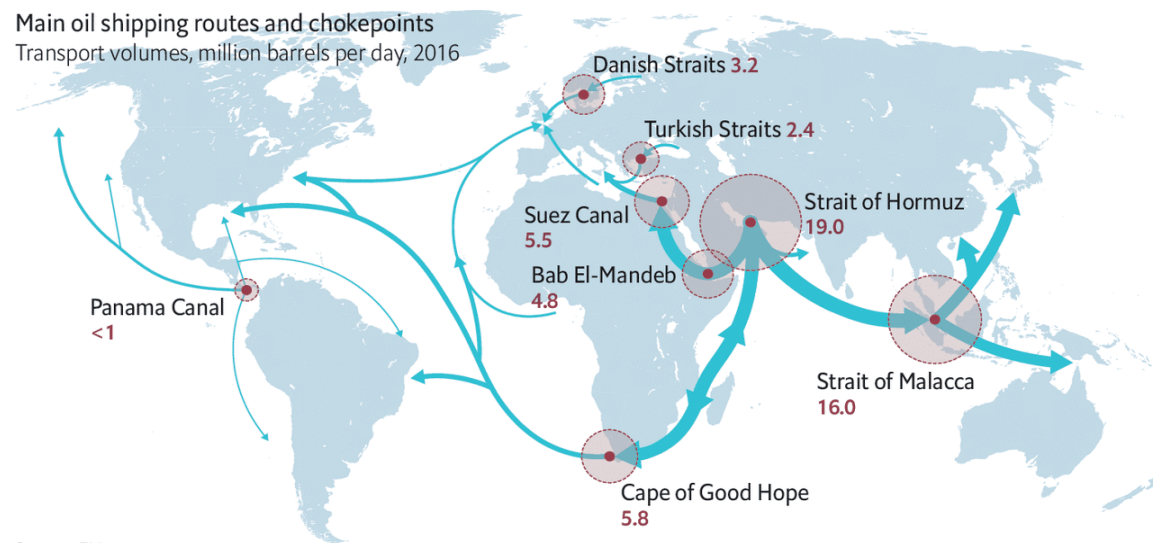 Main oil shipping routes and chokepoints
Transport volumes, million barrels per day, 2016
Danish Straits 3.2
Turkish Straits 2.4
Strait of Hormuz
19.0
Suez Canal
5.5
Bab El-Mandeb
4.8
Panama Canal
<1
Strait of Malacca
16.0
Cape of Good Hope
5.8